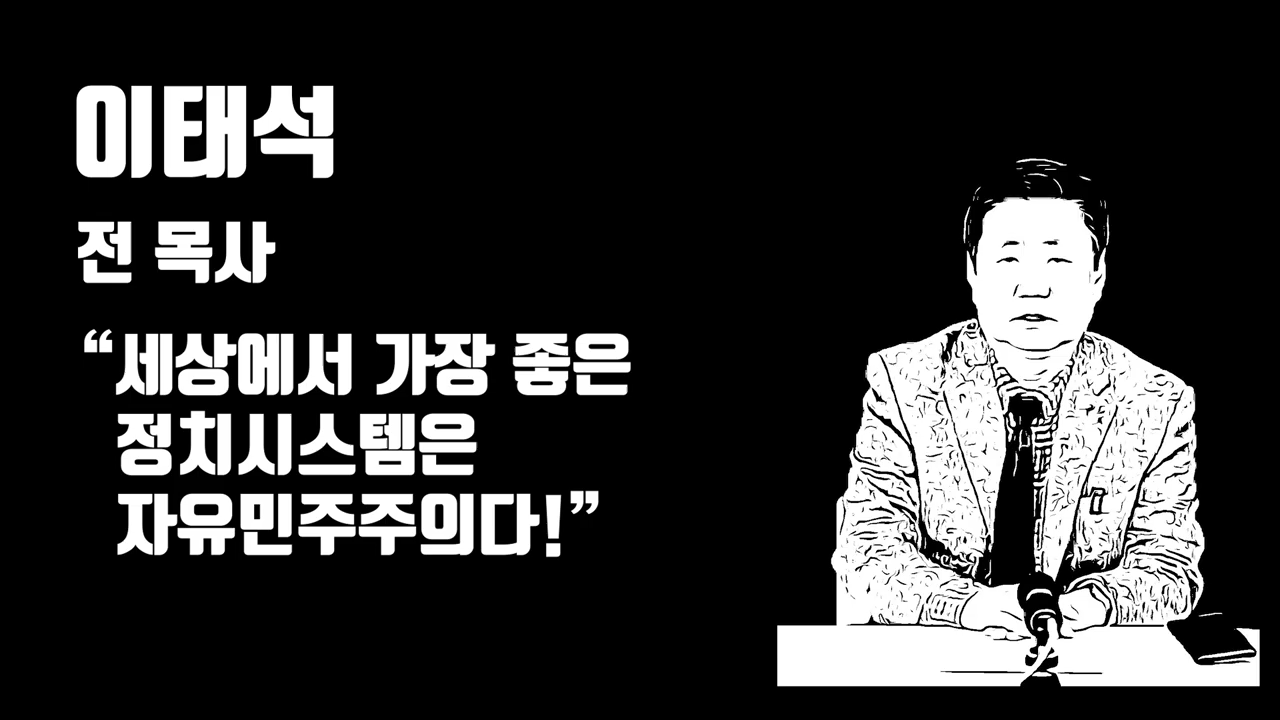 이태석
전 목사
“세상에서 가장 좋은
정치시스템은
자유민주주의다!”